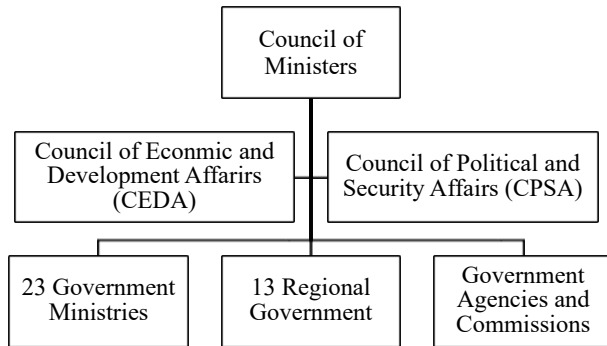 Council of
Ministers
Council of Econmic and
Development Affarirs
(CEDA)
Council of Political and
Security Affairs (CPSA)
23 Government
Ministries
13 Regional
Government
Government
Agencies and
Commissions